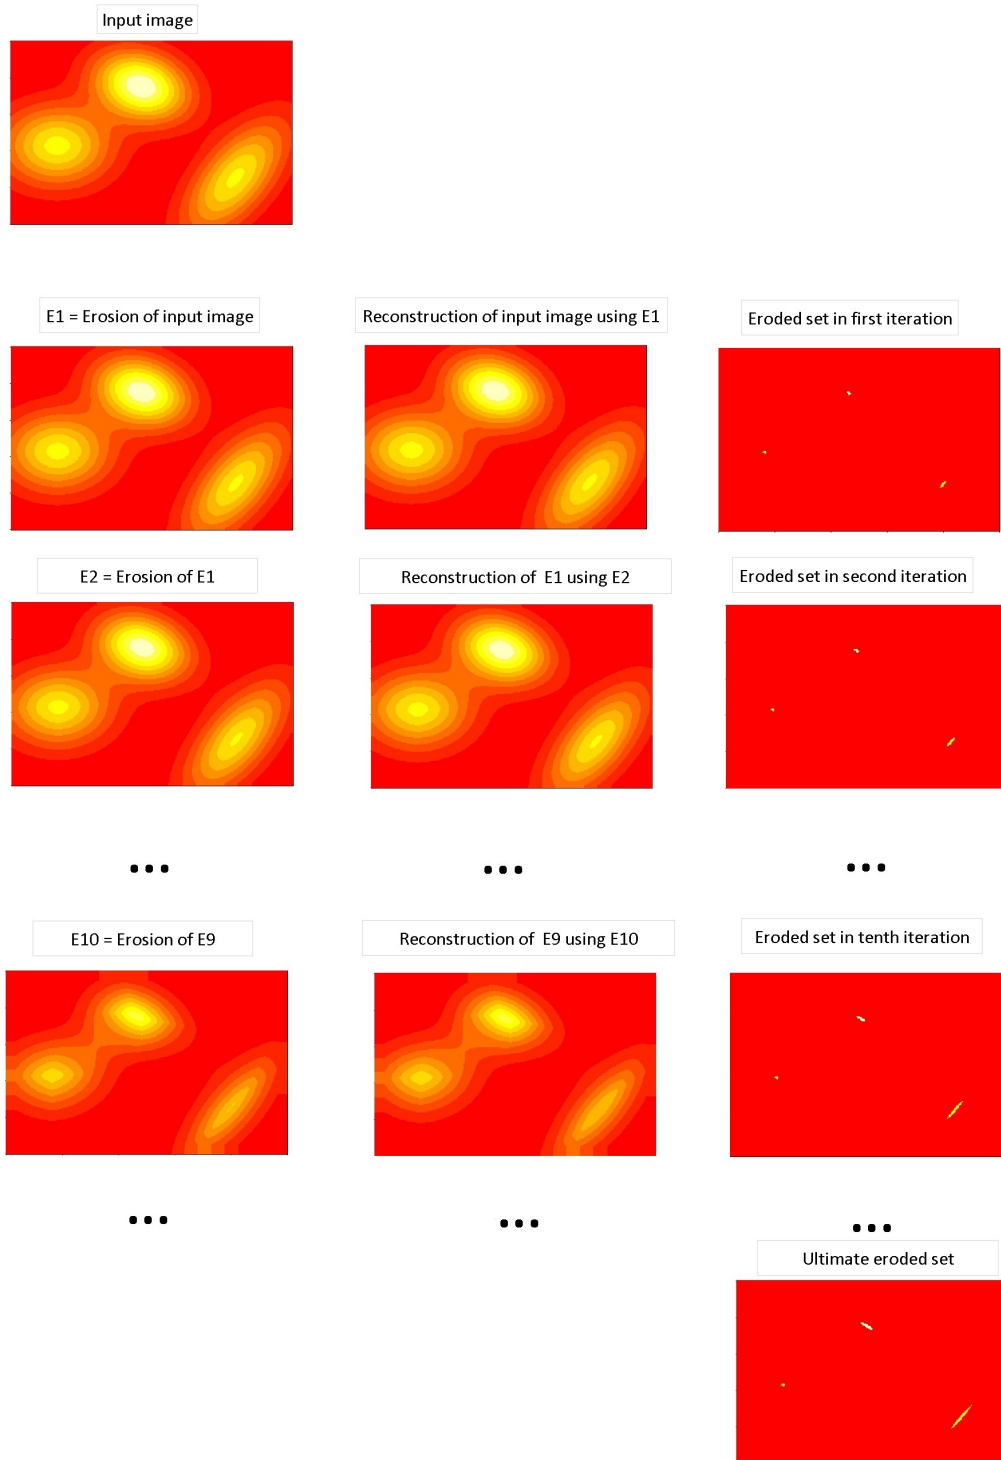 Input image
E1 = Erosion of input image
Reconstruction of input image using E1
Eroded set in first iteration
E2 = Erosion of E1
Reconstruction of  E1 using E2
Eroded set in second iteration
...
...
...
E10 = Erosion of E9
Reconstruction of  E9 using E10
Eroded set in tenth iteration
...
...
...
Ultimate eroded set